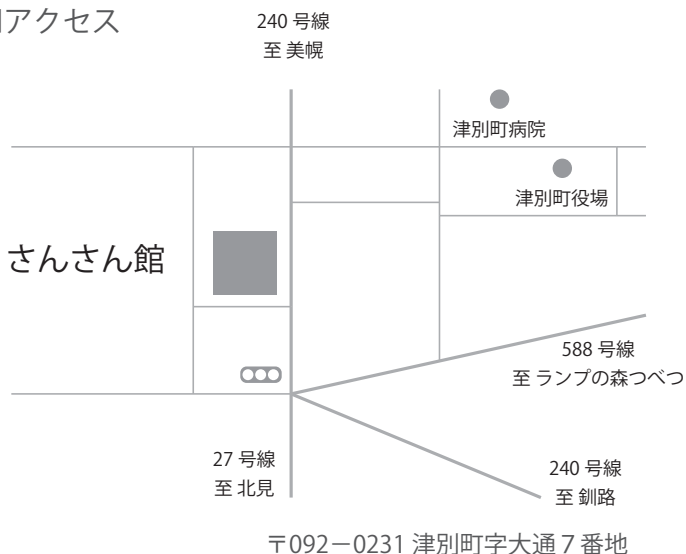 アクセス
240 号線
至 美幌
津別町病院
津別町役場
さんさん館
588 号線
至 ランプの森つべつ
27 号線
至 北見
240 号線
至 釧路
〒092－0231 津別町字大通 7 番地